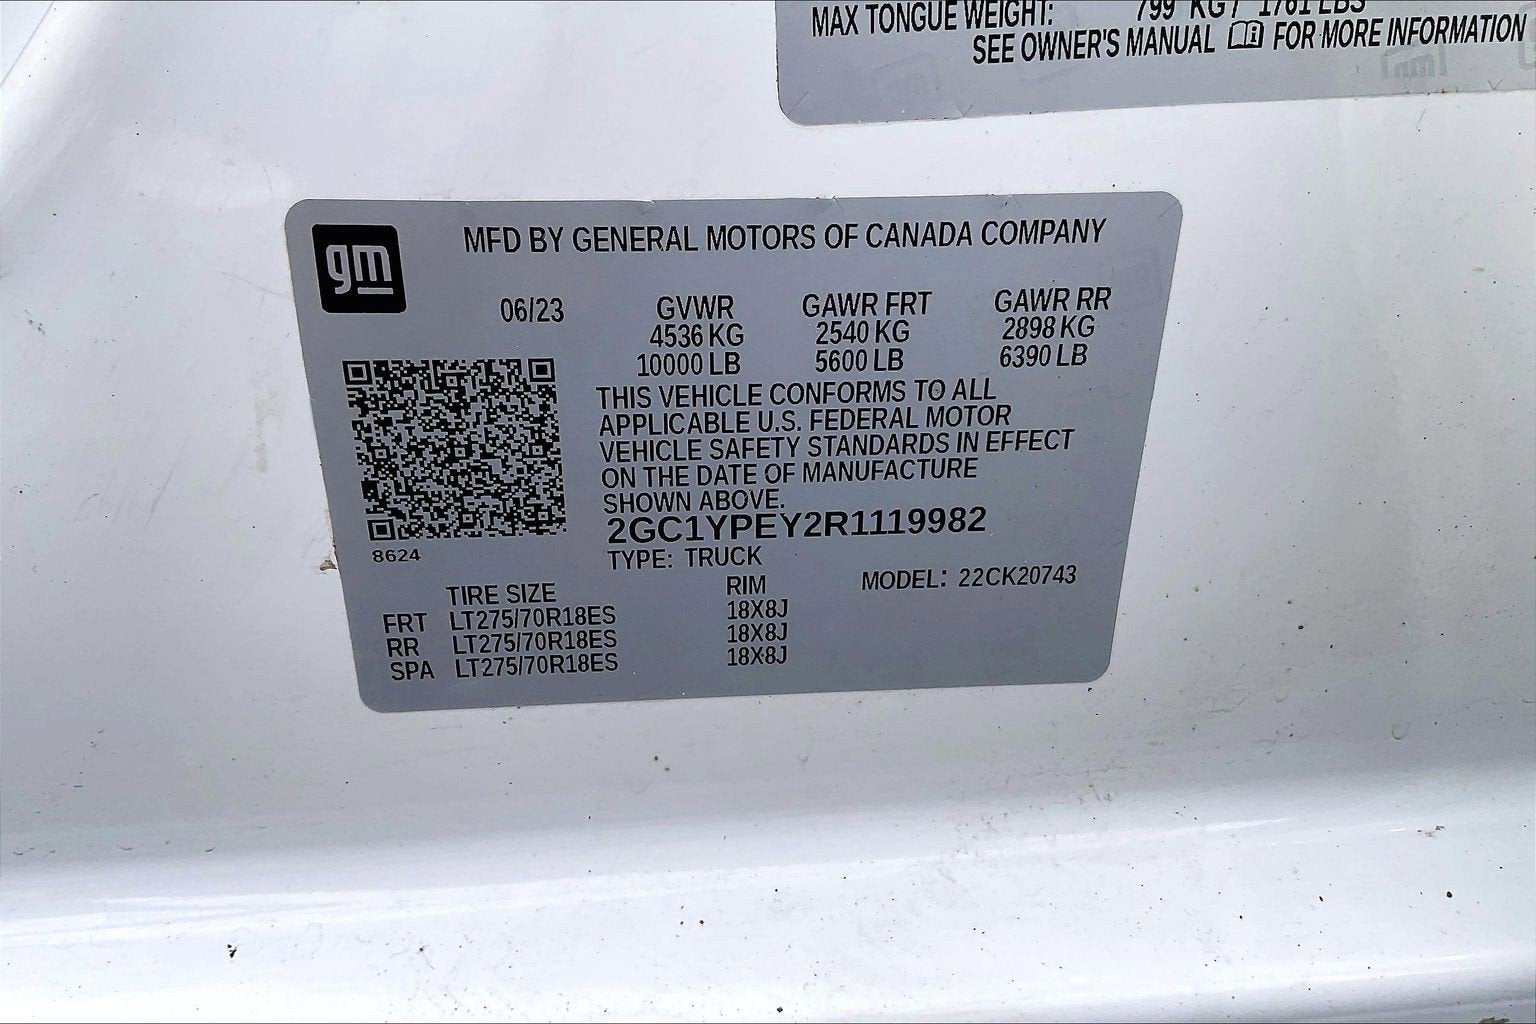 MAX TONGUE WEIGHT: 799 KG / 1761 LBS
SEE OWNER'S MANUAL FOR MORE INFORMATION
gm
MFD BY GENERAL MOTORS OF CANADA COMPANY
06/23 GVWR GAWR FRT GAWR RR
4536 KG 2540 KG 2898 KG
10000 LB 5600 LB 6390 LB
THIS VEHICLE CONFORMS TO ALL
APPLICABLE U.S. FEDERAL MOTOR
VEHICLE SAFETY STANDARDS IN EFFECT
ON THE DATE OF MANUFACTURE
SHOWN ABOVE.
2GC1YPEY2R1119982
8624
TYPE: TRUCK
TIRE SIZE RIM MODEL: 22CK20743
FRT LT275/70R18ES 18X8J
RR LT275/70R18ES 18X8J
SPA LT275/70R18ES 18X8J